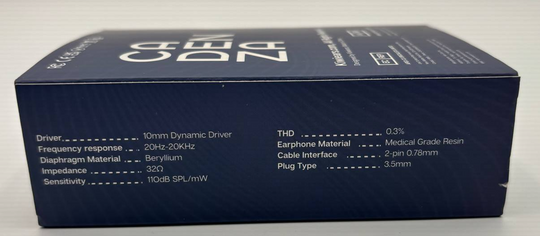 CA
DEN
ZA
Driver 10mm Dynamic Driver
Frequency response 20Hz-20KHz
Diaphragm Material Beryllium
Impedance 32Ω
Sensitivity 110dB SPL/mW
THD 0.3%
Earphone Material Medical Grade Resin
Cable Interface 2-pin 0.78mm
Plug Type 3.5mm